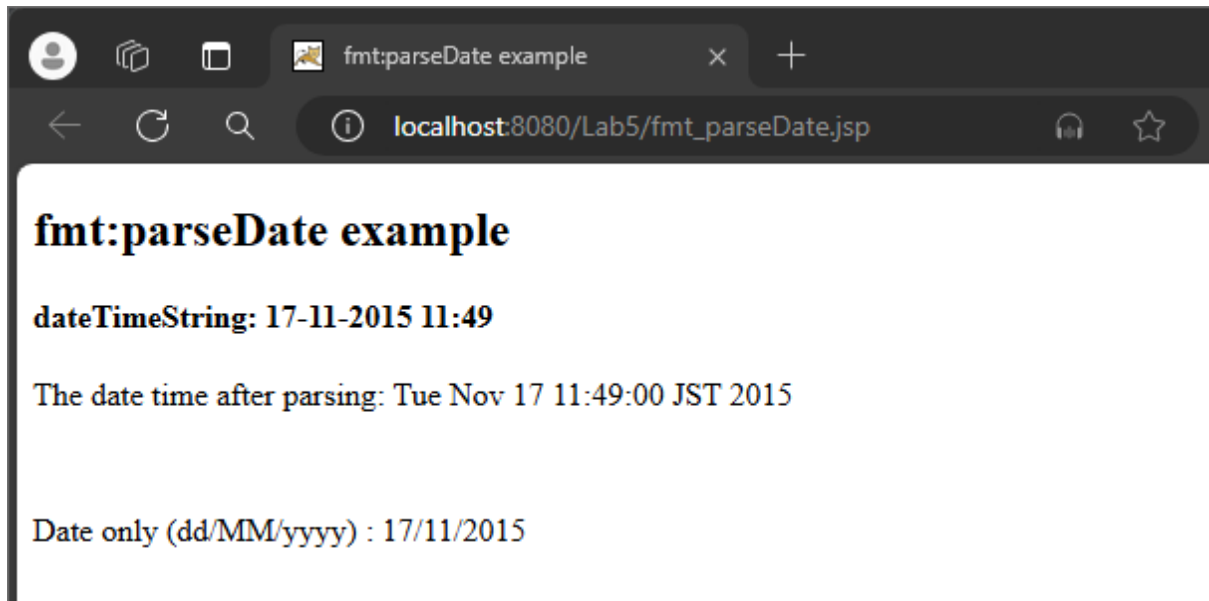 fmt:parseDate example
localhost:8080/Lab5/fmt_parseDate.jsp
fmt:parseDate example
dateTimeString: 17-11-2015 11:49
The date time after parsing: Tue Nov 17 11:49:00 JST 2015
Date only (dd/MM/yyyy) : 17/11/2015